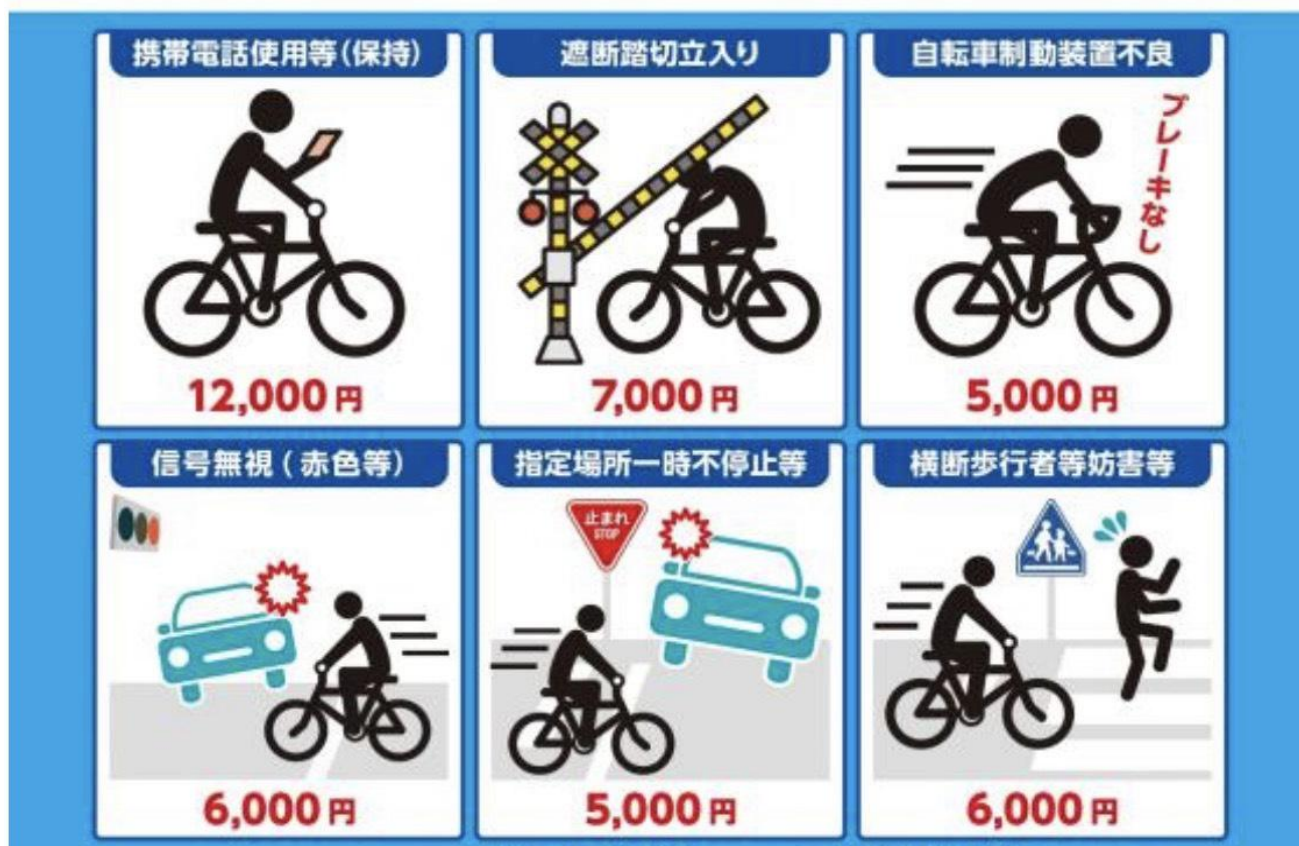 携帯電話使用等(保持)
遮断踏切立入り
自転車制動装置不良
ブレーキなし
12,000円
7,000円
5,000円
信号無視(赤色等)
指定場所一時不停止等
横断歩行者等妨害等
止まれ
STOP
6,000円
5,000円
6,000円